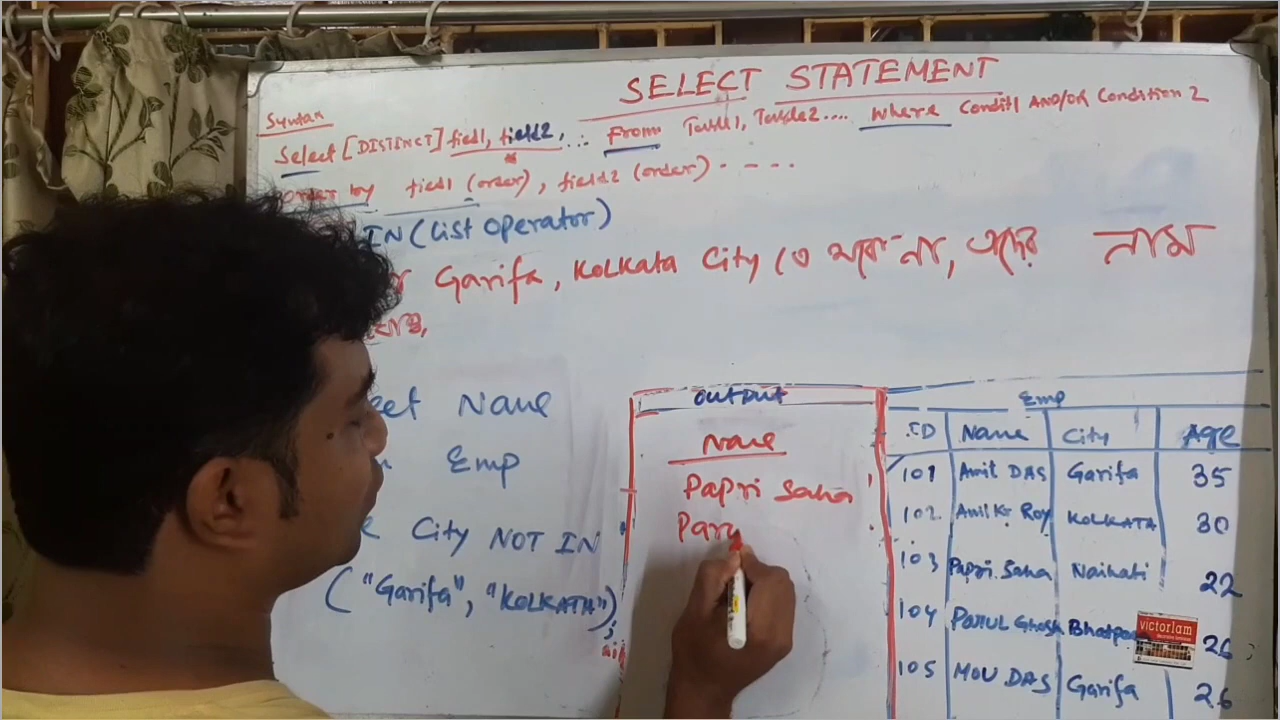 SELECT STATEMENT
Syntax
Select [DISTINCT] field1, field2, ... From Table1, Table2.... where Condit1 AND/OR Condition 2
order by field1 (order), field2 (order) - - - -
IN (List Operator)
Garifa, KOLKATA City তে থাকে না, তাদের নাম
Name
Emp
City NOT IN
("Garifa", "KOLKATA");
OUTPUT
Name
Papri Saha
Paru
Emp
ID Name City Age
101 Amit DAS Garifa 35
102 Anil Kr Roy KOLKATA 30
103 Papri Saha Naihati 22
104 PARUL Ghosh 26
105 MOU DAS Garifa 26
victorlam